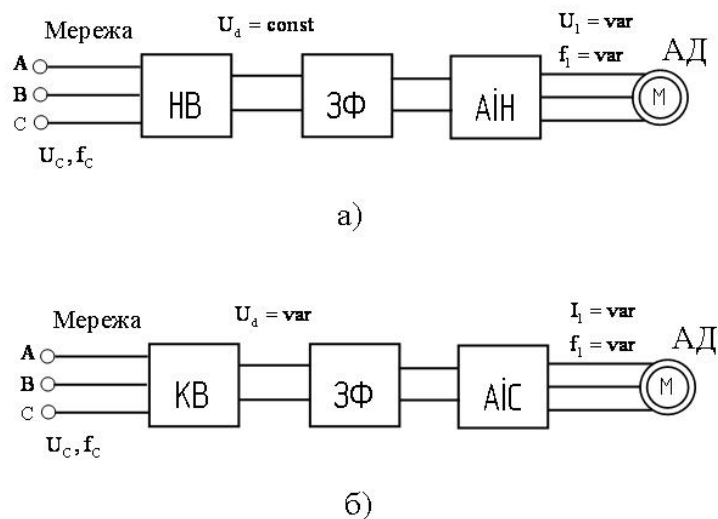 Мережа
U_d = const
U_1 = var
f_1 = var
АД
A
B
C
НВ
ЗФ
АІН
M
U_C, f_C
а)
Мережа
U_d = var
I_1 = var
f_1 = var
АД
A
B
C
КВ
ЗФ
АІС
M
U_C, f_C
б)